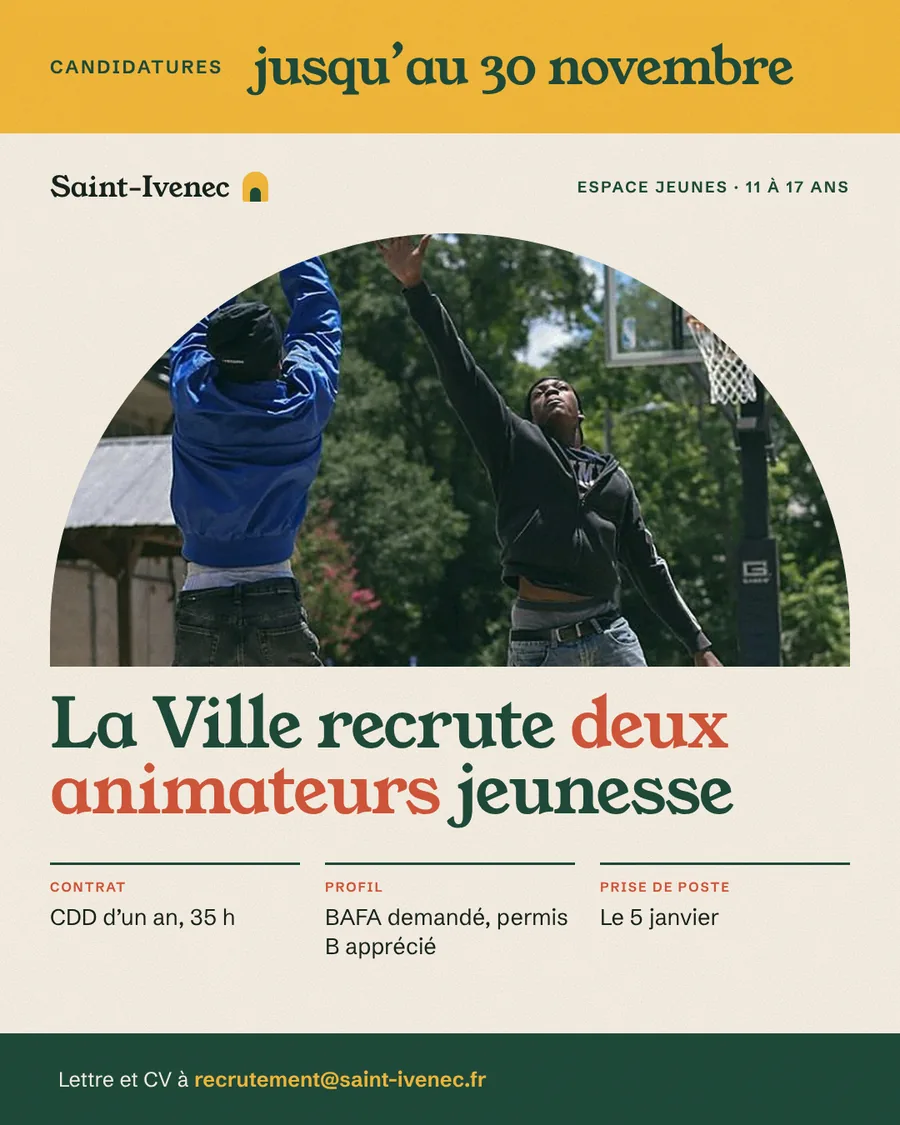 CANDIDATURES jusqu'au 30 novembre
Saint-Ivenec
ESPACE JEUNES · 11 À 17 ANS
La Ville recrute deux
animateurs jeunesse
CONTRAT
CDD d'un an, 35 h
PROFIL
BAFA demandé, permis
B apprécié
PRISE DE POSTE
Le 5 janvier
Lettre et CV à recrutement@saint-ivenec.fr